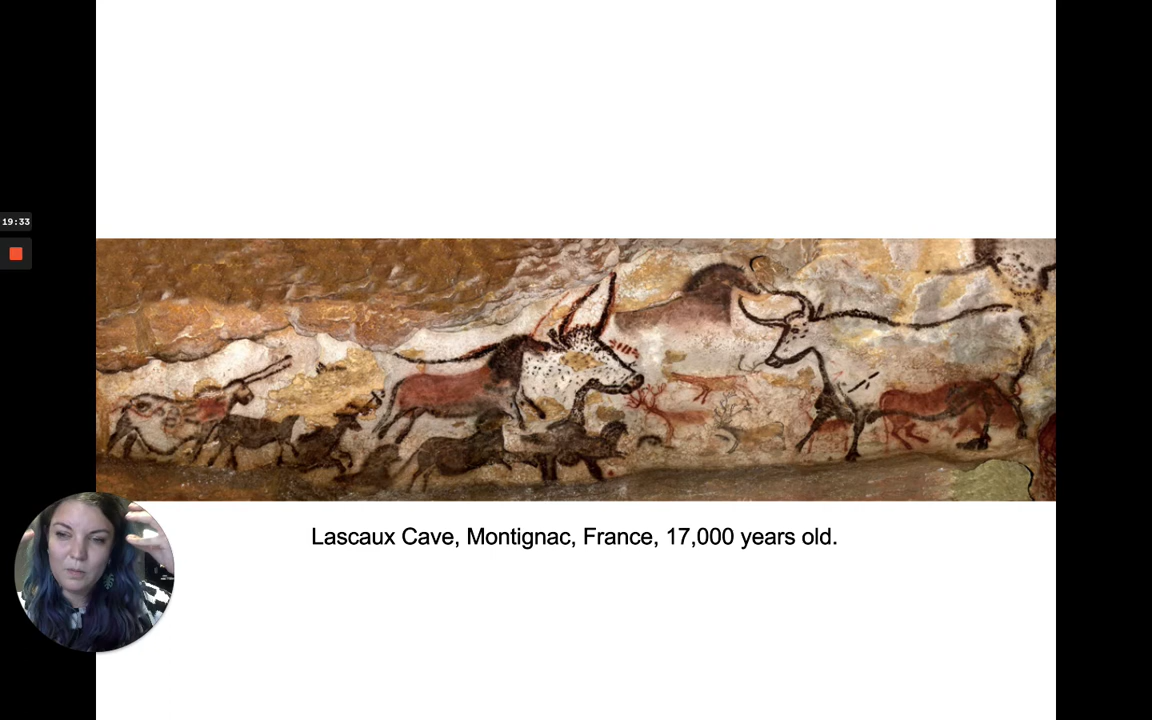 19:33
Lascaux Cave, Montignac, France, 17,000 years old.